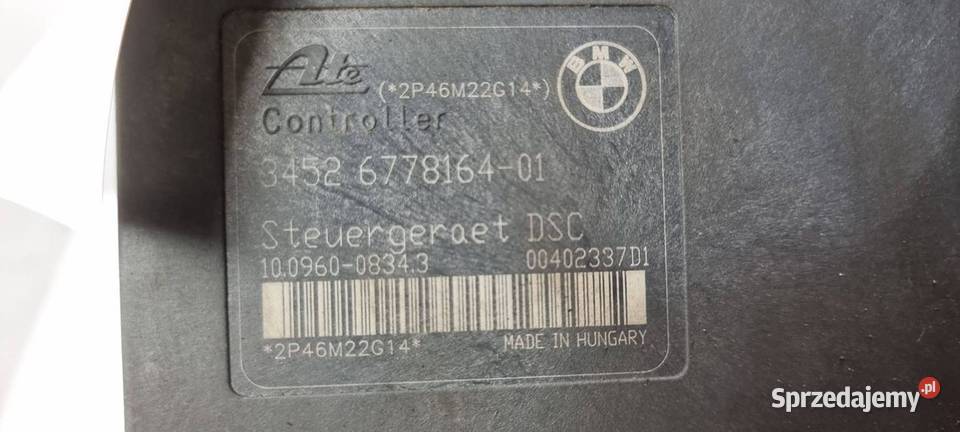 Ate
(*2P46M22G14*)
BMW
Controller
3452 6778164-01
Steuergeraet DSC
10.0960-0834.3 00402337D1
*2P46M22G14* MADE IN HUNGARY
Sprzedajemy.pl